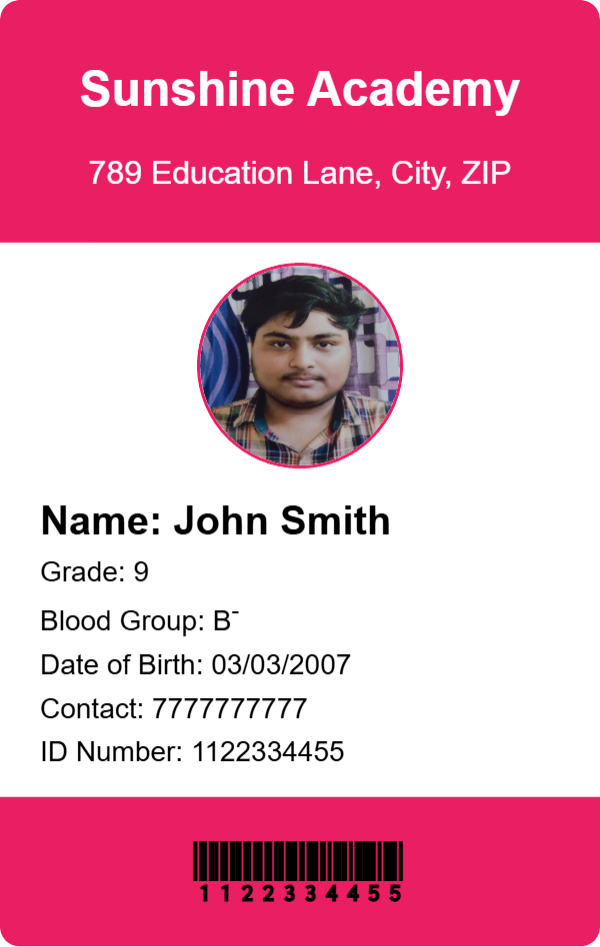 Sunshine Academy
789 Education Lane, City, ZIP
Name: John Smith
Grade: 9
Blood Group: B⁻
Date of Birth: 03/03/2007
Contact: 7777777777
ID Number: 1122334455
1122334455